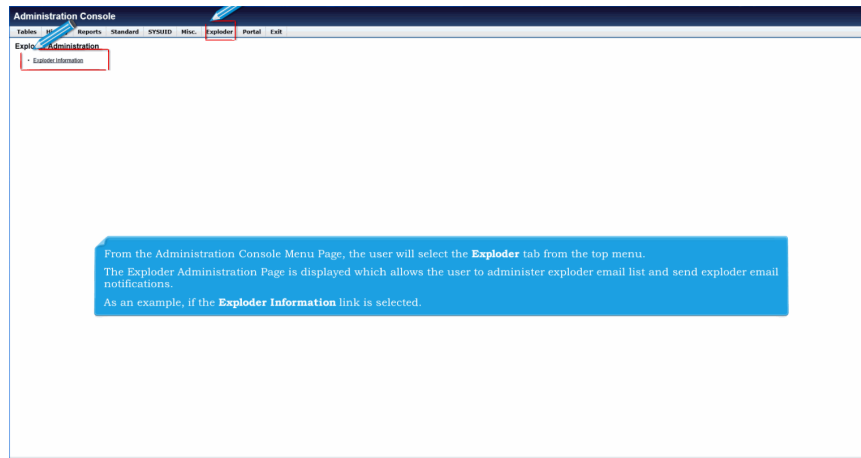 Administration Console
Tables Reports Standard SYSUID Misc. Exploder Portal Exit
Administration
• Exploder Information
From the Administration Console Menu Page, the user will select the Exploder tab from the top menu.
The Exploder Administration Page is displayed which allows the user to administer exploder email list and send exploder email
notifications.
As an example, if the Exploder Information link is selected.